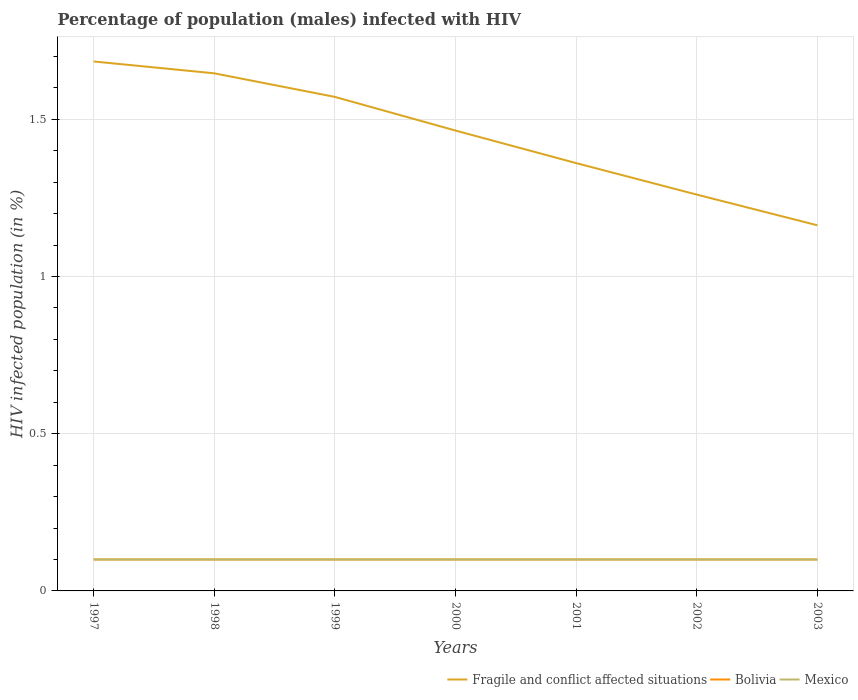 Percentage of population (males) infected with HIV
HIV infected population (in %)
1.5
1
0.5
0
1997
1998
1999
2000
2001
2002
2003
Years
Fragile and conflict affected situations
Bolivia
Mexico